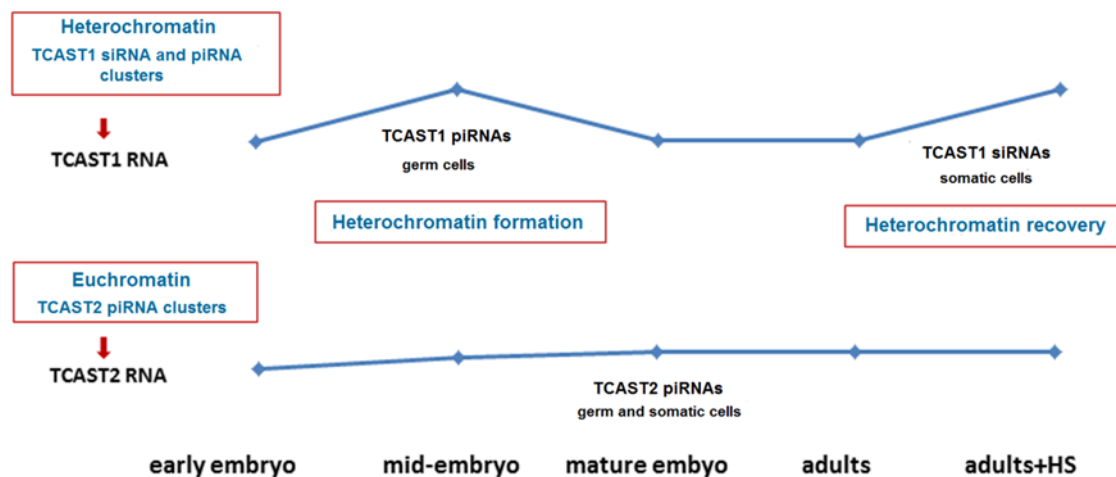 Heterochromatin
TCAST1 siRNA and piRNA
clusters
TCAST1 RNA
TCAST1 piRNAs
germ cells
TCAST1 siRNAs
somatic cells
Heterochromatin formation
Heterochromatin recovery
Euchromatin
TCAST2 piRNA clusters
TCAST2 RNA
TCAST2 piRNAs
germ and somatic cells
early embryo
mid-embryo
mature embyo
adults
adults+HS